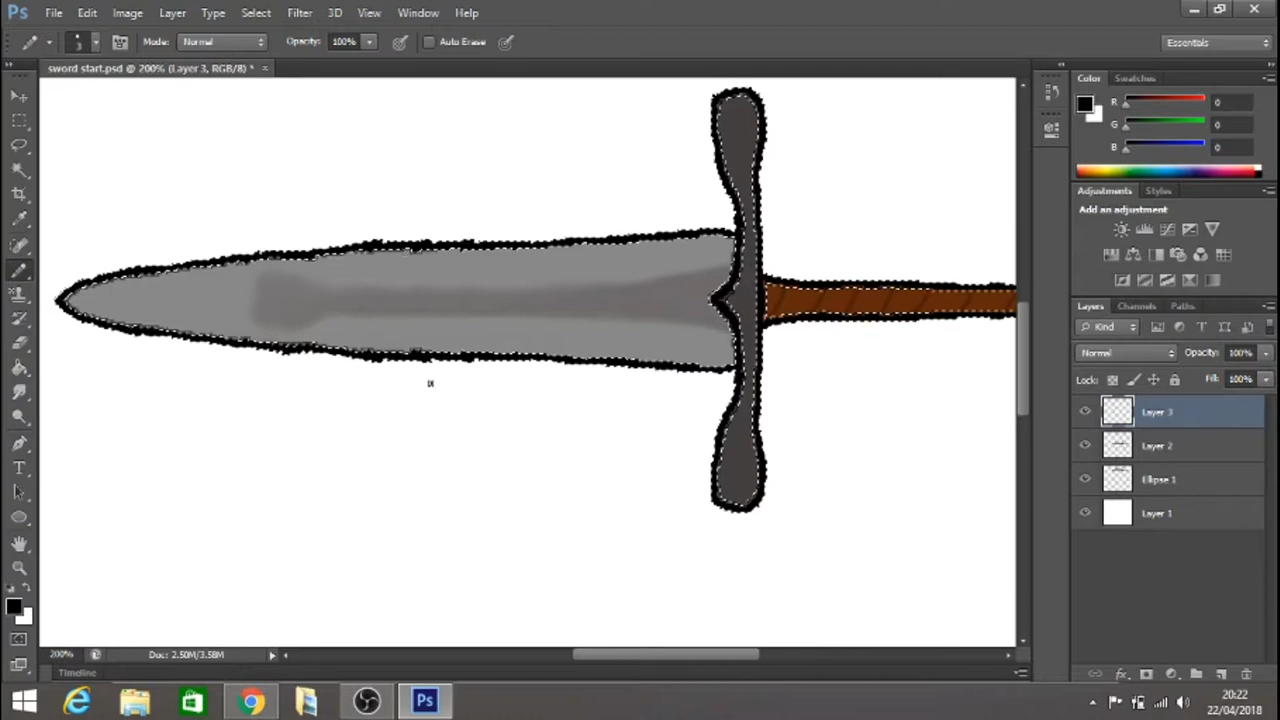 Ps File Edit Image Layer Type Select Filter 3D View Window Help
3 Mode: Normal Opacity: 100% Auto Erase Essentials
sword start.psd @ 200% (Layer 3, RGB/8) * ×
Color Swatches
R 0
G 0
B 0
Adjustments Styles
Add an adjustment
Layers Channels Paths
Kind
Normal Opacity: 100%
Lock: Fill: 100%
Layer 3
Layer 2
Ellipse 1
Layer 1
200% Doc: 2.50M/3.58M
Timeline
Ps 20:22
22/04/2018